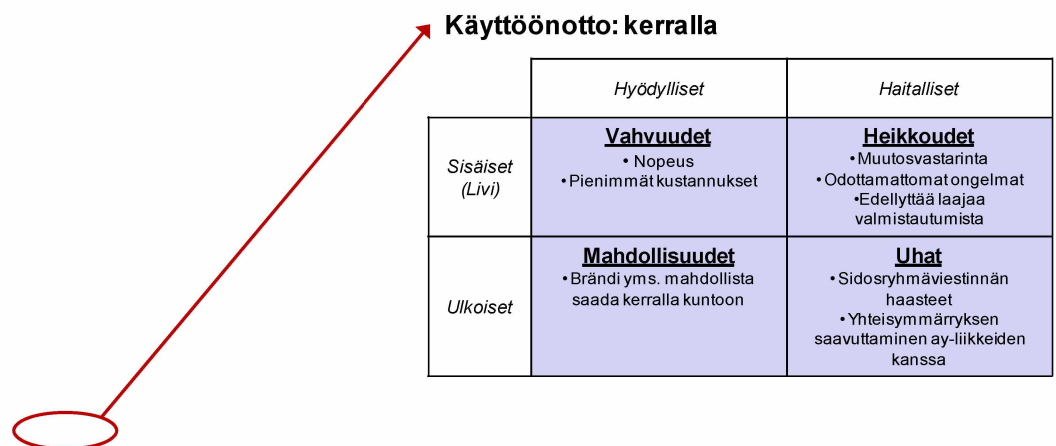 Käyttöönotto: kerralla
Hyödylliset
Haitalliset
Sisäiset
(Livi)
Vahvuudet
• Nopeus
• Pienimmät kustannukset
Heikkoudet
• Muutosvastarinta
• Odottamattomat ongelmat
• Edellyttää laajaa
valmistautumista
Ulkoiset
Mahdollisuudet
• Brändi yms. mahdollista
saada kerralla kuntoon
Uhat
• Sidosryhmäviestinnän
haasteet
• Yhteisymmärryksen
saavuttaminen ay-liikkeiden
kanssa